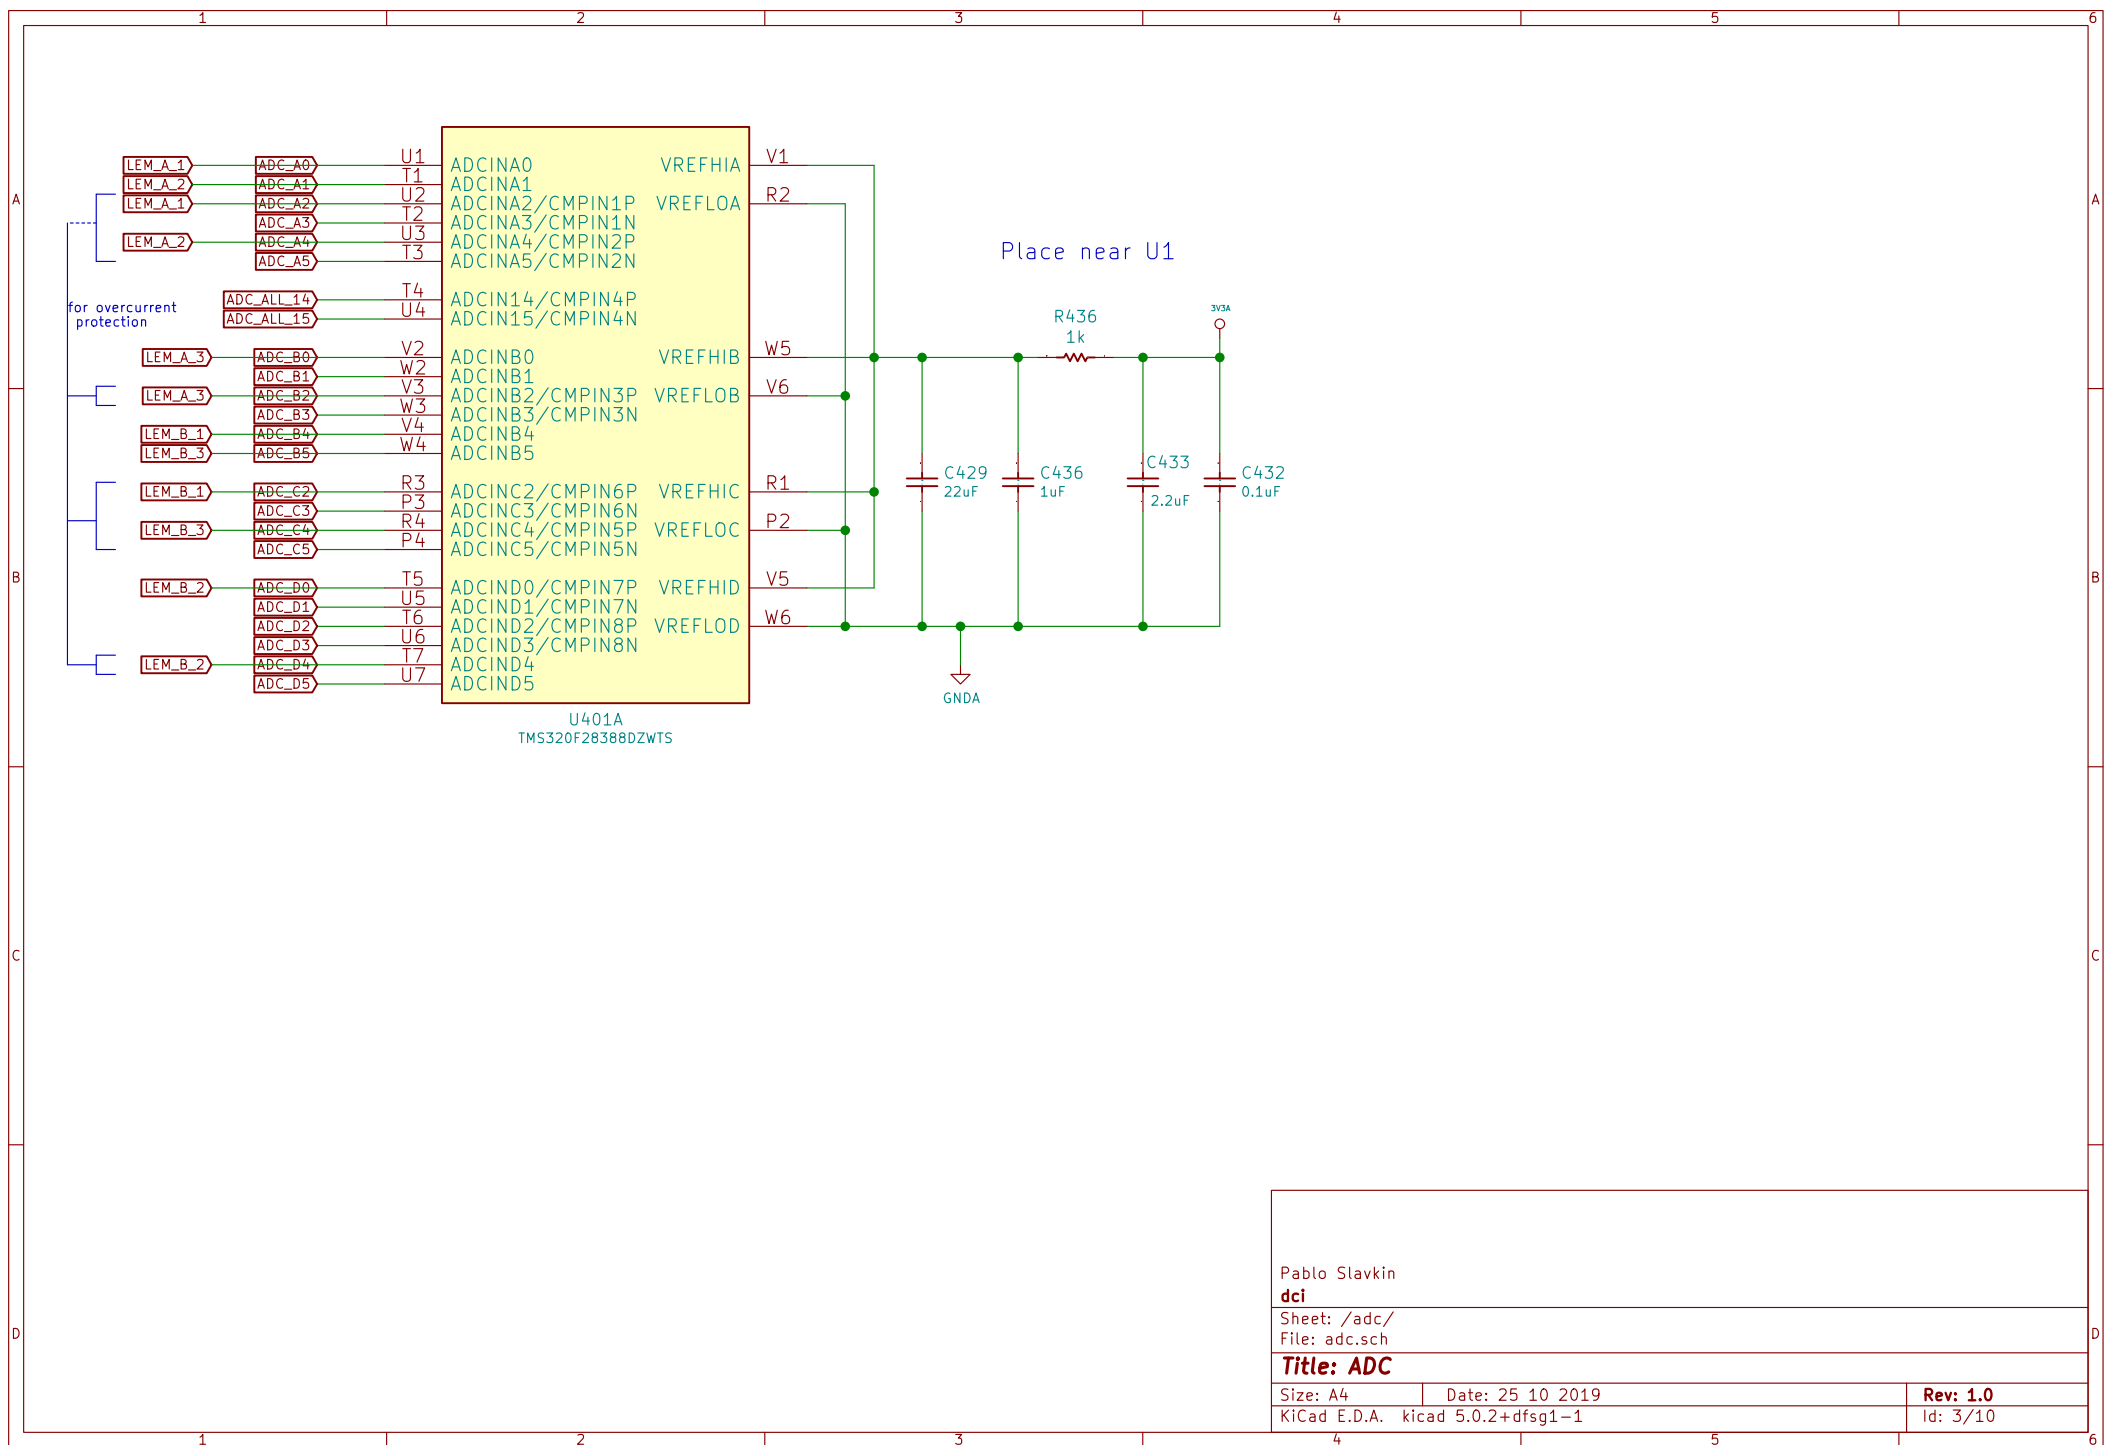 1 2 3 4 5 6
A A
B B
C C
D D
LEM_A_1 ADC_A0 U1 ADCINA0 VREFHIA V1
LEM_A_2 ADC_A1 T1 ADCINA1
LEM_A_1 ADC_A2 U2 ADCINA2/CMPIN1P VREFLOA R2
ADC_A3 T2 ADCINA3/CMPIN1N
LEM_A_2 ADC_A4 U3 ADCINA4/CMPIN2P
ADC_A5 T3 ADCINA5/CMPIN2N
ADC_ALL_14 T4 ADCIN14/CMPIN4P
ADC_ALL_15 U4 ADCIN15/CMPIN4N
for overcurrent
protection
LEM_A_3 ADC_B0 V2 ADCINB0 VREFHIB W5
ADC_B1 W2 ADCINB1
LEM_A_3 ADC_B2 V3 ADCINB2/CMPIN3P VREFLOB V6
ADC_B3 W3 ADCINB3/CMPIN3N
LEM_B_1 ADC_B4 V4 ADCINB4
LEM_B_3 ADC_B5 W4 ADCINB5
LEM_B_1 ADC_C2 R3 ADCINC2/CMPIN6P VREFHIC R1
ADC_C3 P3 ADCINC3/CMPIN6N
LEM_B_3 ADC_C4 R4 ADCINC4/CMPIN5P VREFLOC P2
ADC_C5 P4 ADCINC5/CMPIN5N
LEM_B_2 ADC_D0 T5 ADCIND0/CMPIN7P VREFHID V5
ADC_D1 U5 ADCIND1/CMPIN7N
ADC_D2 T6 ADCIND2/CMPIN8P VREFLOD W6
ADC_D3 U6 ADCIND3/CMPIN8N
LEM_B_2 ADC_D4 T7 ADCIND4
ADC_D5 U7 ADCIND5
U401A
TMS320F28388DZWTS
Place near U1
R436
1k
3V3A
C429
22uF
C436
1uF
C433
2.2uF
C432
0.1uF
GNDA
Pablo Slavkin
dci
Sheet: /adc/
File: adc.sch
Title: ADC
Size: A4 Date: 25 10 2019 Rev: 1.0
KiCad E.D.A. kicad 5.0.2+dfsg1-1 Id: 3/10
1 2 3 4 5 6